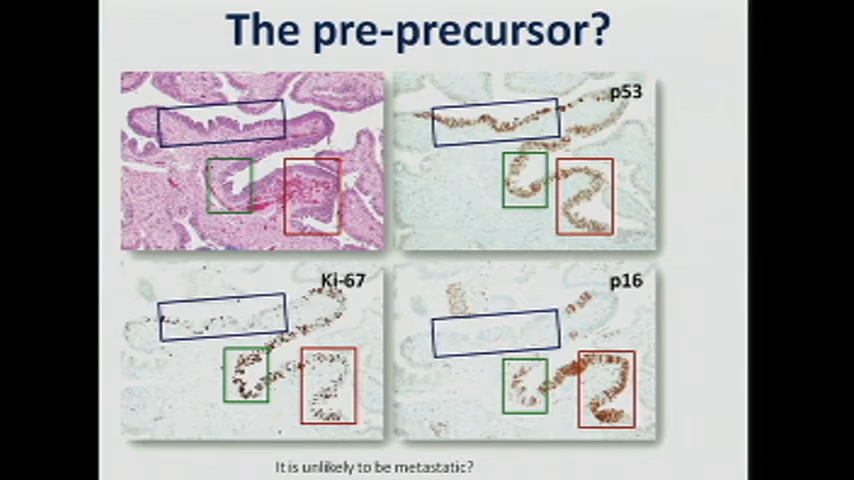 The pre-precursor?
p53
Ki-67
p16
It is unlikely to be metastatic?